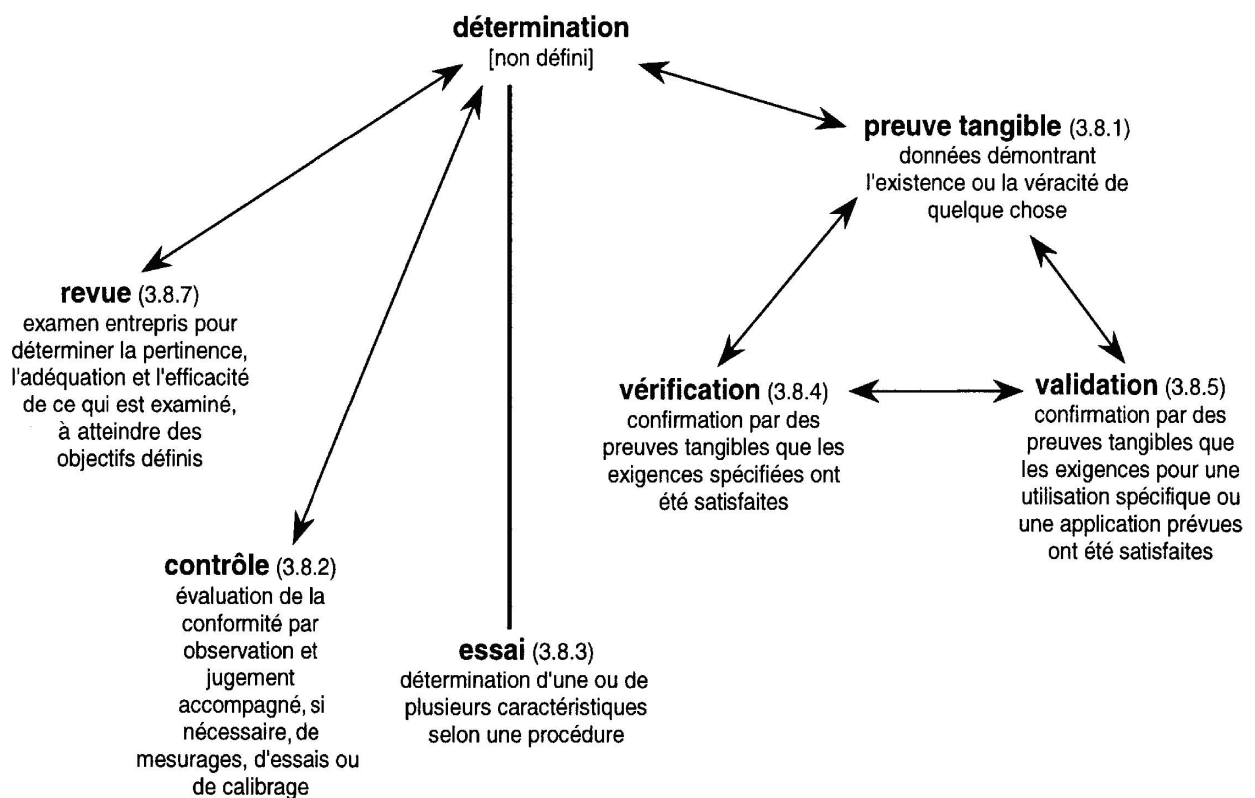 détermination
[non défini]
preuve tangible (3.8.1)
données démontrant
l'existence ou la véracité de
quelque chose
revue (3.8.7)
examen entrepris pour
déterminer la pertinence,
l'adéquation et l'efficacité
de ce qui est examiné,
à atteindre des
objectifs définis
vérification (3.8.4)
confirmation par des
preuves tangibles que les
exigences spécifiées ont
été satisfaites
validation (3.8.5)
confirmation par des
preuves tangibles que
les exigences pour une
utilisation spécifique ou
une application prévues
ont été satisfaites
contrôle (3.8.2)
évaluation de la
conformité par
observation et
jugement
accompagné, si
nécessaire, de
mesurages, d'essais ou
de calibrage
essai (3.8.3)
détermination d'une ou de
plusieurs caractéristiques
selon une procédure